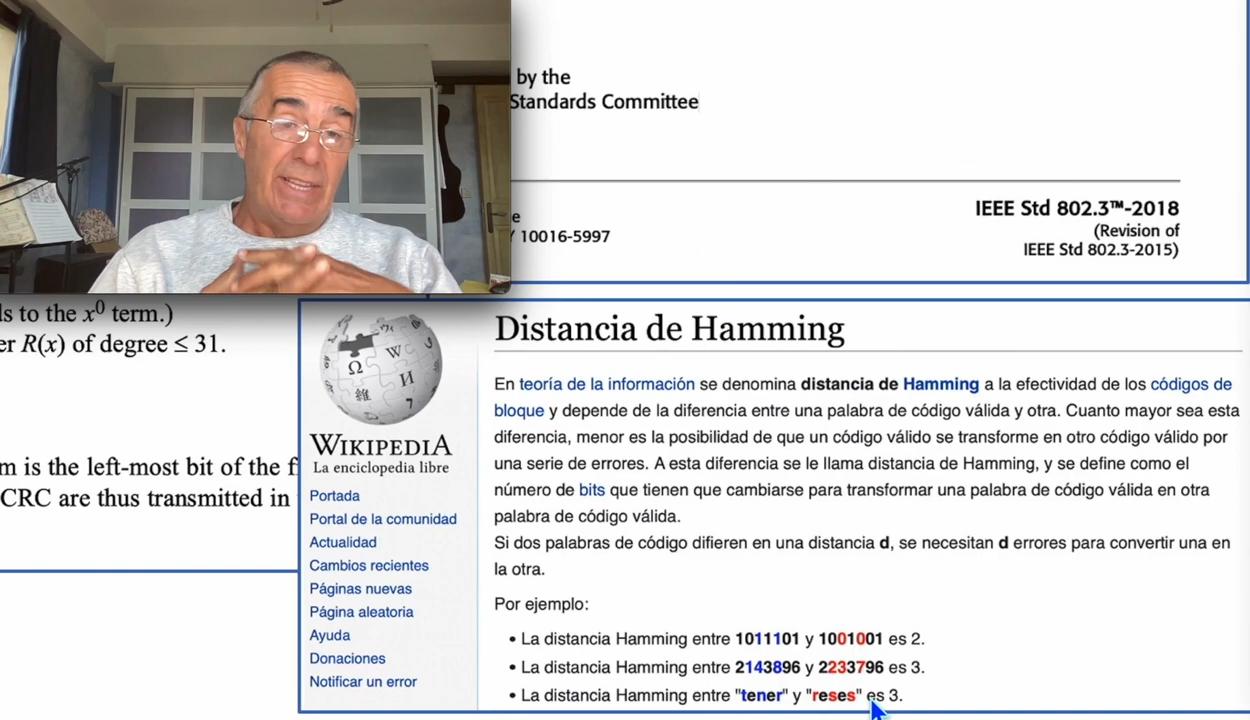 by the
Standards Committee
e
10016-5997
IEEE Std 802.3™-2018
(Revision of
IEEE Std 802.3-2015)
ls to the x⁰ term.)
er R(x) of degree ≤ 31.
m is the left-most bit of the f
CRC are thus transmitted in
WIKIPEDIA
La enciclopedia libre
Portada
Portal de la comunidad
Actualidad
Cambios recientes
Páginas nuevas
Página aleatoria
Ayuda
Donaciones
Notificar un error
Distancia de Hamming
En teoría de la información se denomina distancia de Hamming a la efectividad de los códigos de
bloque y depende de la diferencia entre una palabra de código válida y otra. Cuanto mayor sea esta
diferencia, menor es la posibilidad de que un código válido se transforme en otro código válido por
una serie de errores. A esta diferencia se le llama distancia de Hamming, y se define como el
número de bits que tienen que cambiarse para transformar una palabra de código válida en otra
palabra de código válida.
Si dos palabras de código difieren en una distancia d, se necesitan d errores para convertir una en
la otra.
Por ejemplo:
• La distancia Hamming entre 1011101 y 1001001 es 2.
• La distancia Hamming entre 2143896 y 2233796 es 3.
• La distancia Hamming entre "tener" y "reses" es 3.